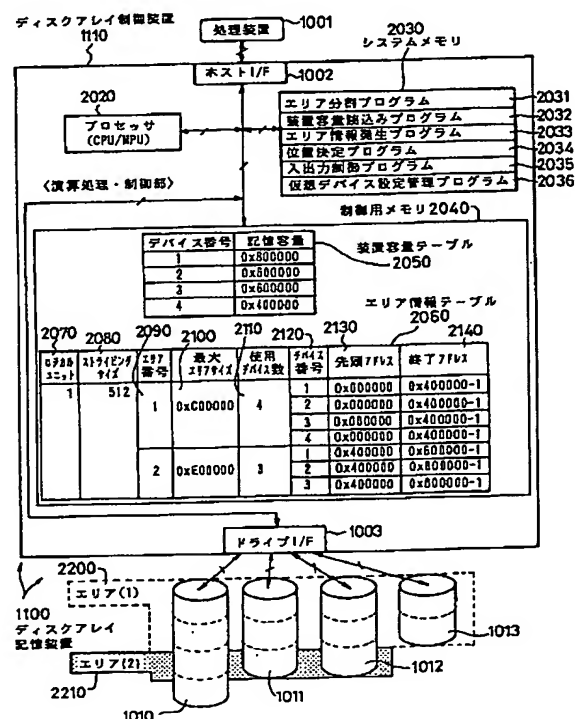 ディスクアレイ制御装置
1110
処理装置
1001
2030
システムメモリ
ホストI/F
1002
2020
プロセッサ
(CPU/MPU)
エリア分割プログラム
2031
装置容量読込みプログラム
2032
エリア情報発生プログラム
2033
位置決定プログラム
2034
入出力制御プログラム
2035
仮想デバイス設定管理プログラム
2036
〈演算処理・制御部〉
制御用メモリ2040
デバイス番号 記憶容量
1 0x800000
2 0x600000
3 0x600000
4 0x400000
装置容量テーブル
2050
エリア情報テーブル
2060
2070 2080 2090 2100 2110 2120 2130 2140
ロヂカルユニット ストライピングサイズ エリア番号 最大エリアサイズ 使用デバイス数 デバイス番号 先頭アドレス 終了アドレス
1 512 1 0xC00000 4 1 0x000000 0x400000-1
2 0x000000 0x400000-1
3 0x000000 0x400000-1
4 0x000000 0x400000-1
2 0xE00000 3 1 0x400000 0x600000-1
2 0x400000 0x600000-1
3 0x400000 0x600000-1
1003
ドライブI/F
2200
エリア(1)
1100
ディスクアレイ
記憶装置
エリア(2)
2210
1010
1011
1012
1013